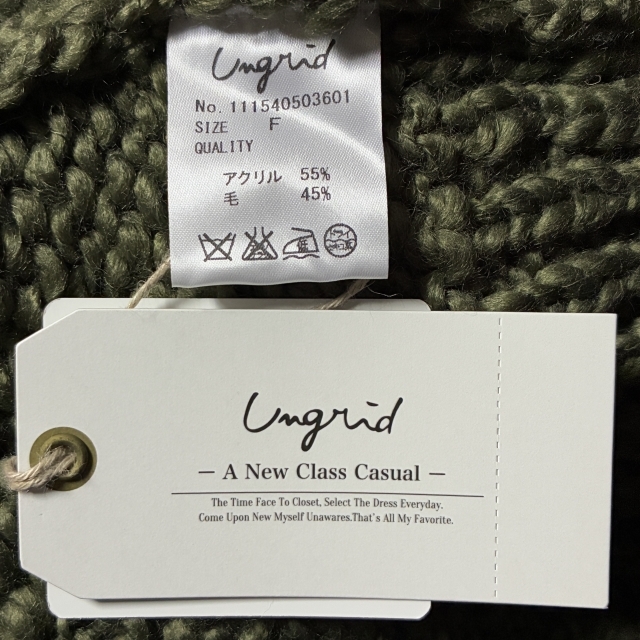 Ungrid
No. 111540503601
SIZE F
QUALITY
アクリル 55%
毛 45%
Ungrid
— A New Class Casual —
The Time Face To Closet, Select The Dress Everyday.
Come Upon New Myself Unawares.That's All My Favorite.